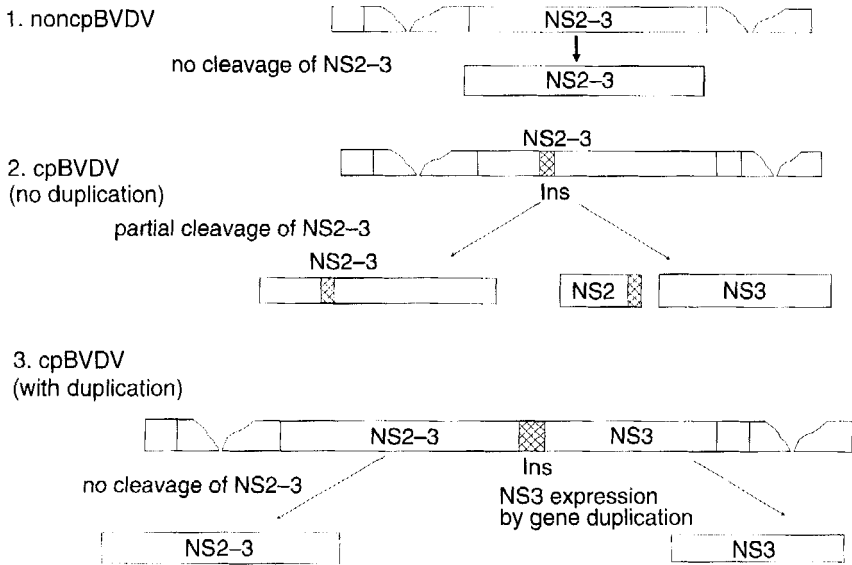 1. noncpBVDV
NS2–3
no cleavage of NS2–3
NS2–3
NS2–3
2. cpBVDV
(no duplication)
Ins
partial cleavage of NS2–3
NS2–3
NS2
NS3
3. cpBVDV
(with duplication)
NS2–3
NS3
Ins
no cleavage of NS2–3
NS3 expression
by gene duplication
NS2–3
NS3